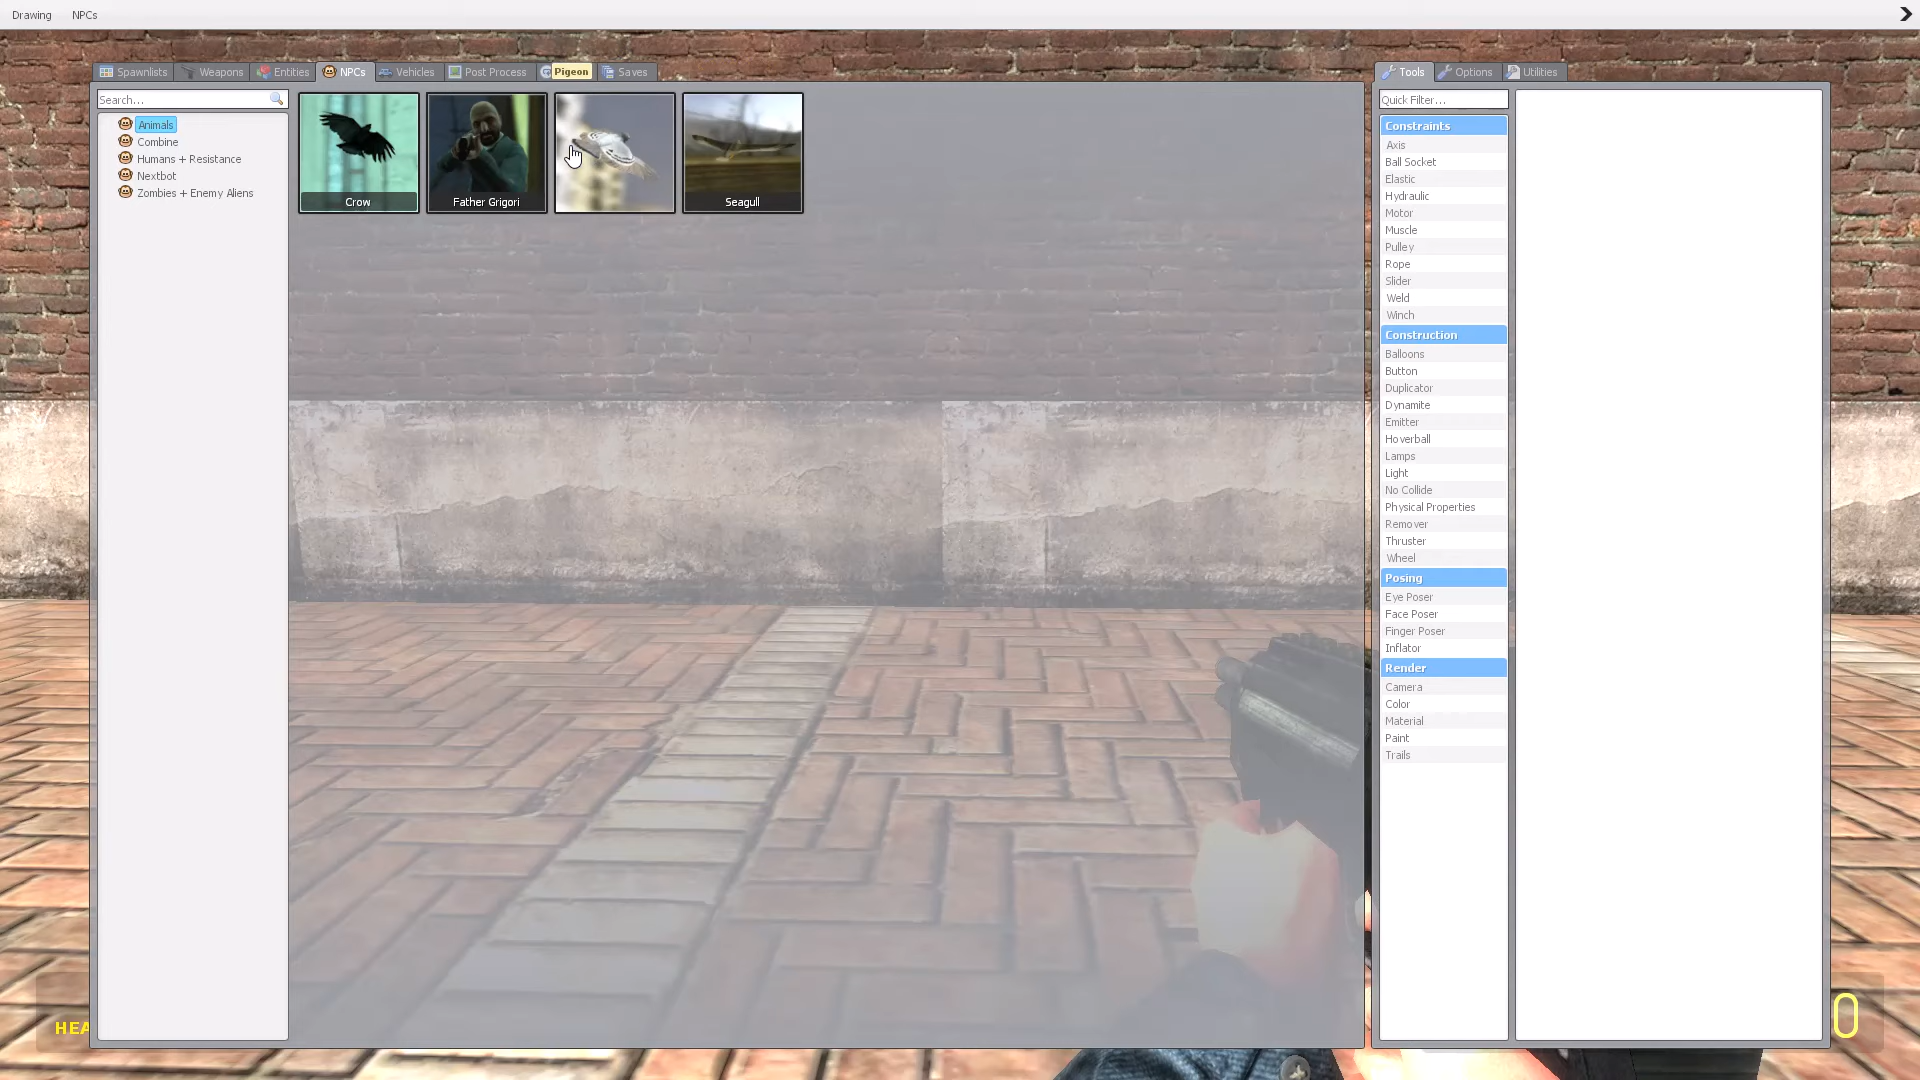 Drawing NPCs
Spawnlists Weapons Entities NPCs Vehicles Post Process Pigeon Saves
Search...
Animals
Combine
Humans + Resistance
Nextbot
Zombies + Enemy Aliens
Crow
Father Grigori
Seagull
Tools Options Utilities
Quick Filter...
Constraints
Axis
Ball Socket
Elastic
Hydraulic
Motor
Muscle
Pulley
Rope
Slider
Weld
Winch
Construction
Balloons
Button
Duplicator
Dynamite
Emitter
Hoverball
Lamps
Light
No Collide
Physical Properties
Remover
Thruster
Wheel
Posing
Eye Poser
Face Poser
Finger Poser
Inflator
Render
Camera
Color
Material
Paint
Trails
HEA
0